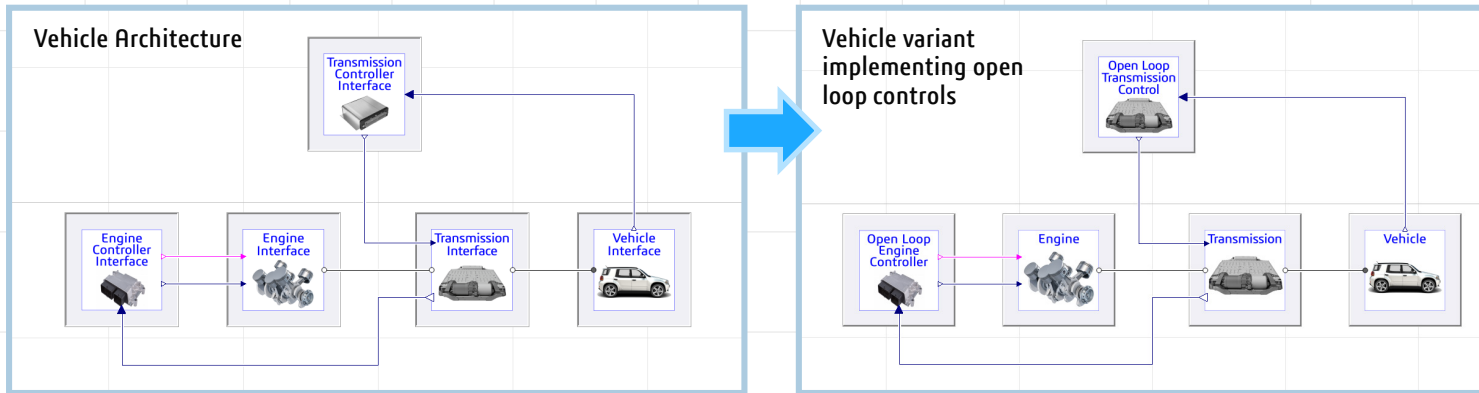 Vehicle Architecture
Transmission
Controller
Interface
Engine
Controller
Interface
Engine
Interface
Transmission
Interface
Vehicle
Interface
Vehicle variant
implementing open
loop controls
Open Loop
Transmission
Control
Open Loop
Engine
Controller
Engine
Transmission
Vehicle